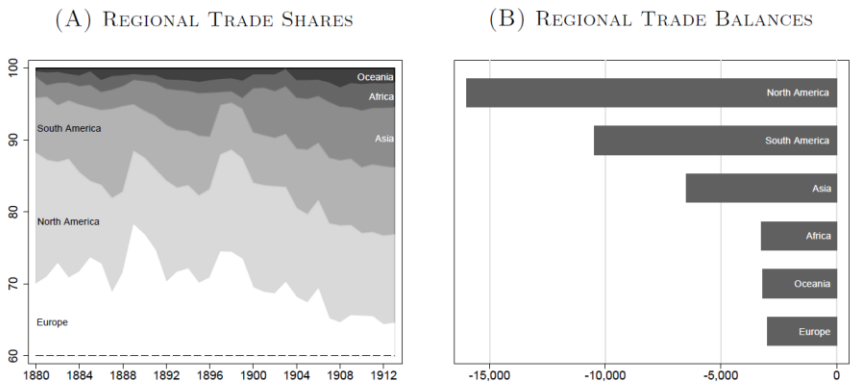 (A) REGIONAL TRADE SHARES
100
90
80
70
60
Oceania
Africa
South America
Asia
North America
Europe
1880 1884 1888 1892 1896 1900 1904 1908 1912
(B) REGIONAL TRADE BALANCES
North America
South America
Asia
Africa
Oceania
Europe
-15,000 -10,000 -5,000 0